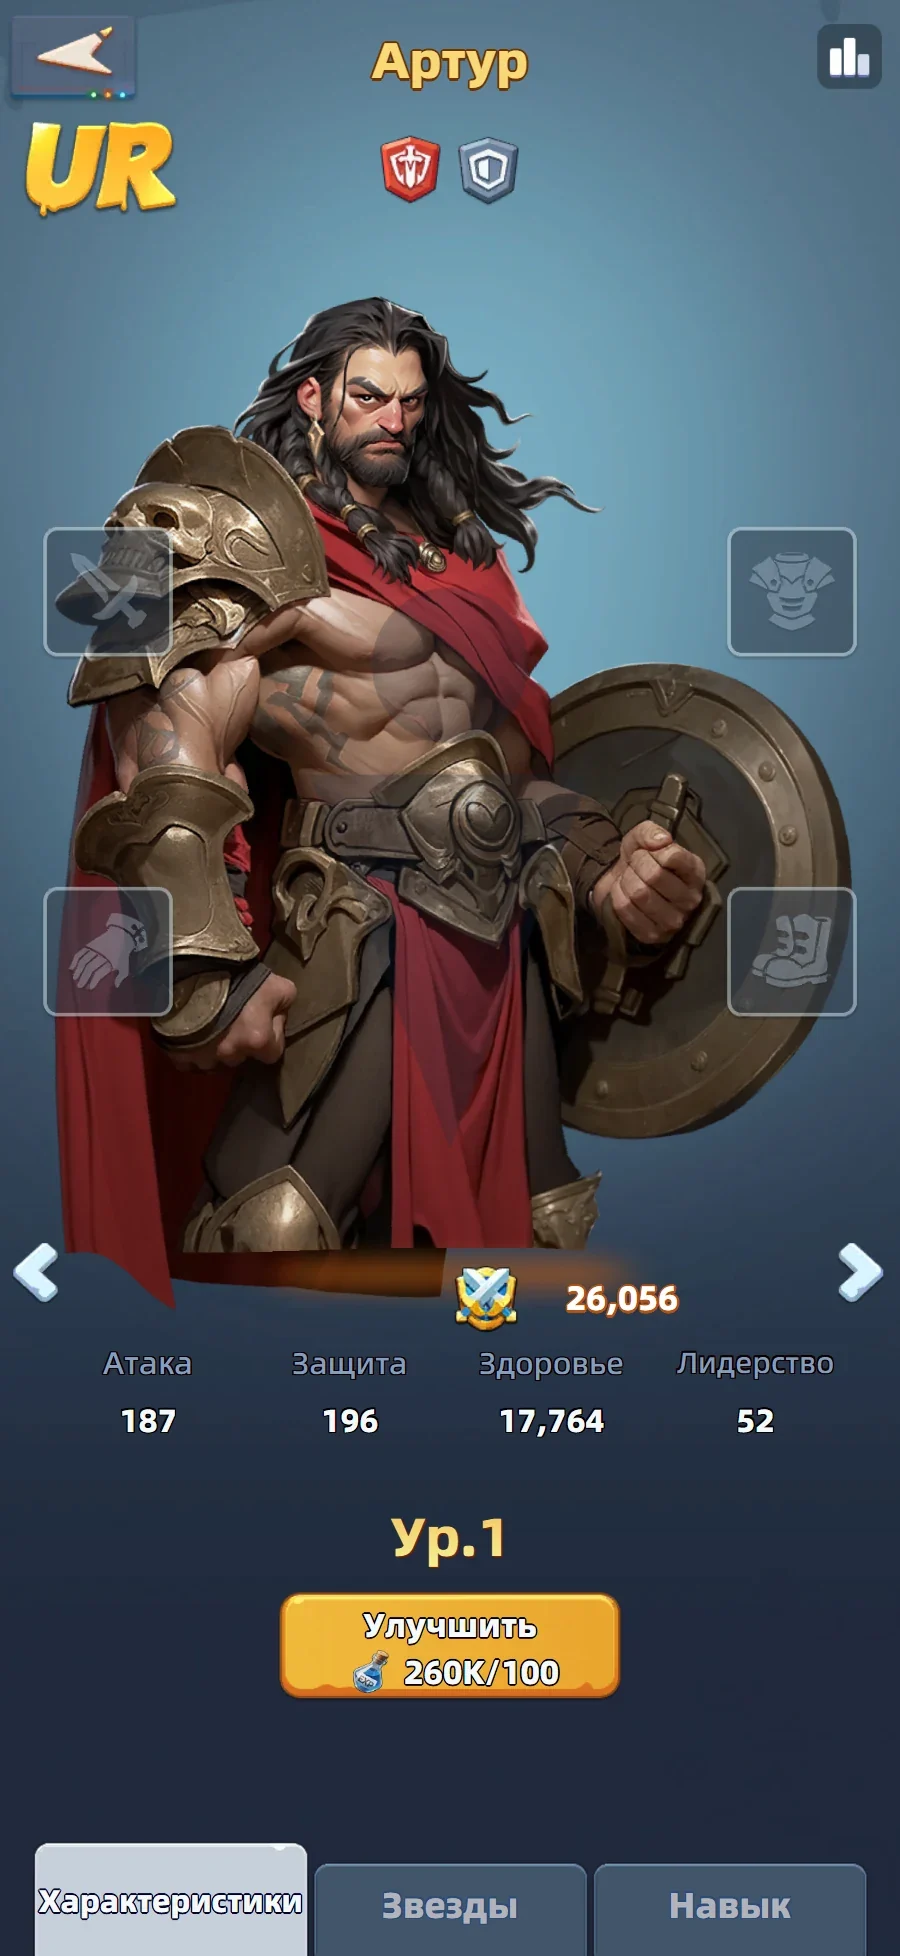 Артур
UR
26,056
Атака Защита Здоровье Лидерство
187 196 17,764 52
Ур.1
Улучшить
260K/100
Характеристики Звезды Навык